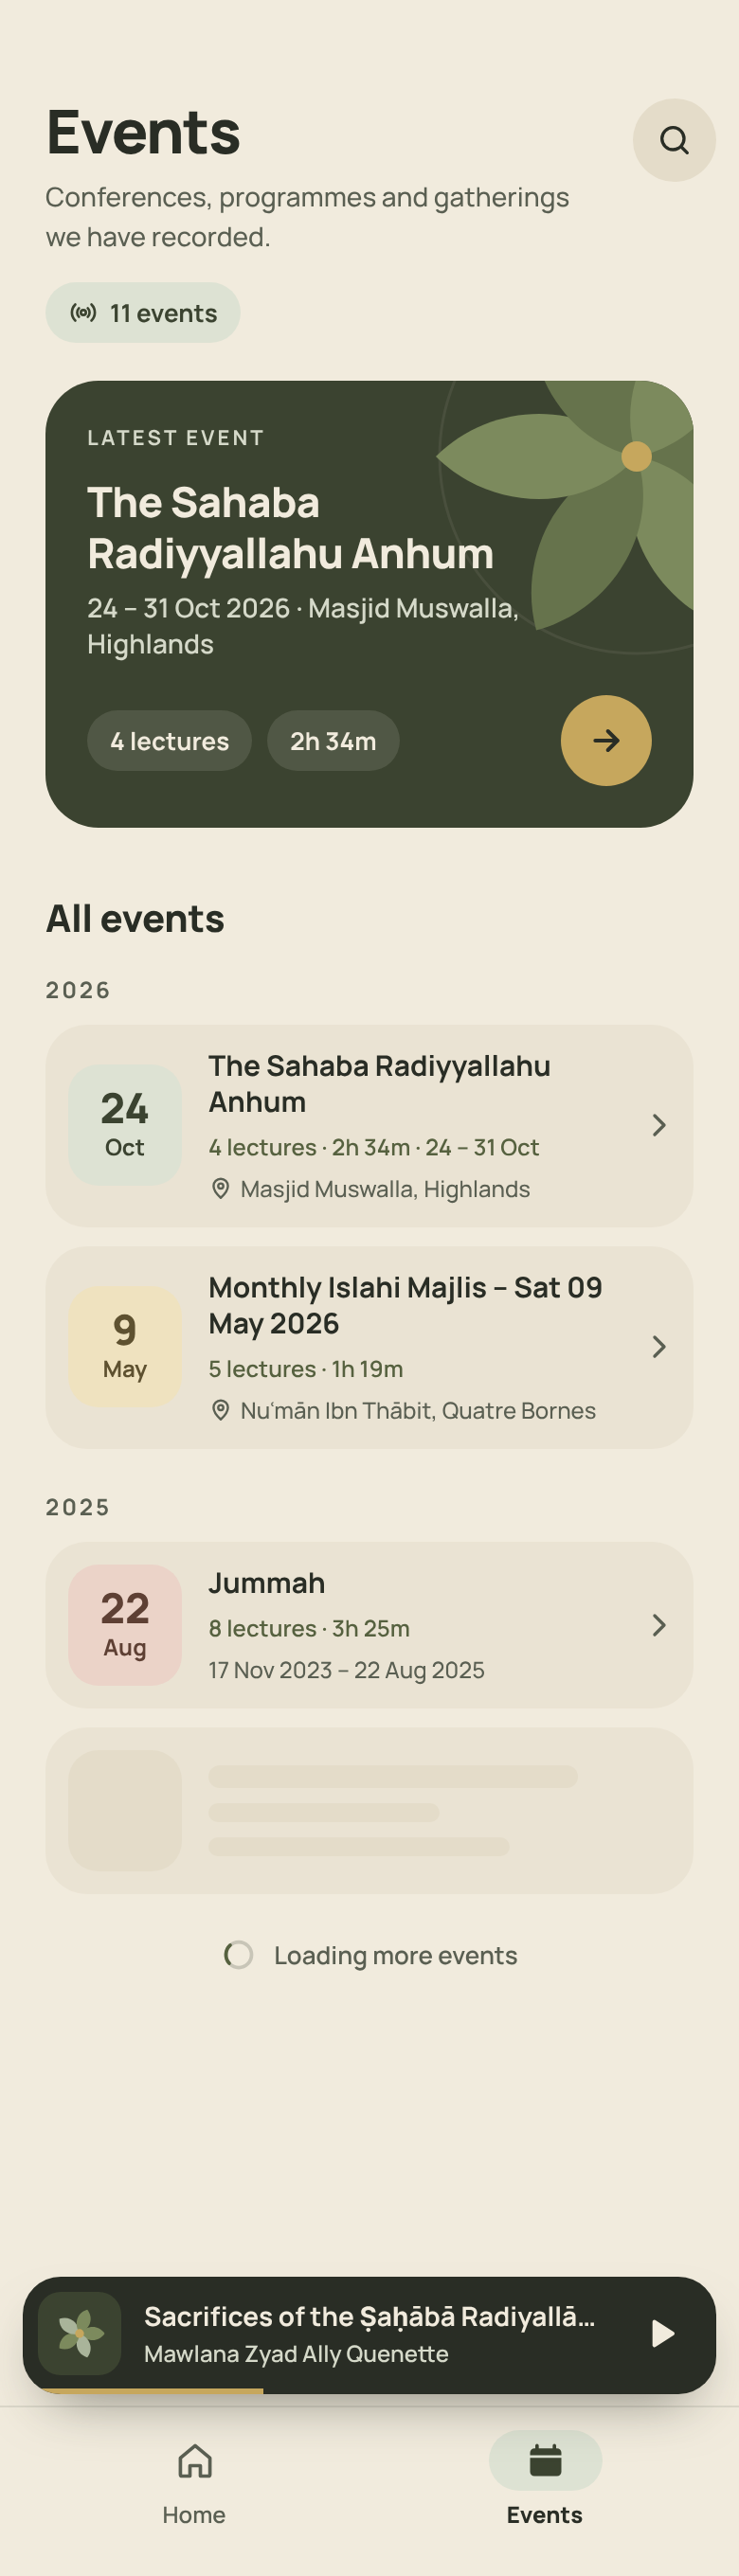 Events
Conferences, programmes and gatherings
we have recorded.
11 events
LATEST EVENT
The Sahaba
Radiyyallahu Anhum
24 – 31 Oct 2026 · Masjid Muswalla,
Highlands
4 lectures
2h 34m
All events
2026
24
Oct
The Sahaba Radiyyallahu
Anhum
4 lectures · 2h 34m · 24 – 31 Oct
Masjid Muswalla, Highlands
9
May
Monthly Islahi Majlis – Sat 09
May 2026
5 lectures · 1h 19m
Nuʻmān Ibn Thābit, Quatre Bornes
2025
22
Aug
Jummah
8 lectures · 3h 25m
17 Nov 2023 – 22 Aug 2025
Loading more events
Sacrifices of the Ṣaḥābā Radiyallā...
Mawlana Zyad Ally Quenette
Home
Events